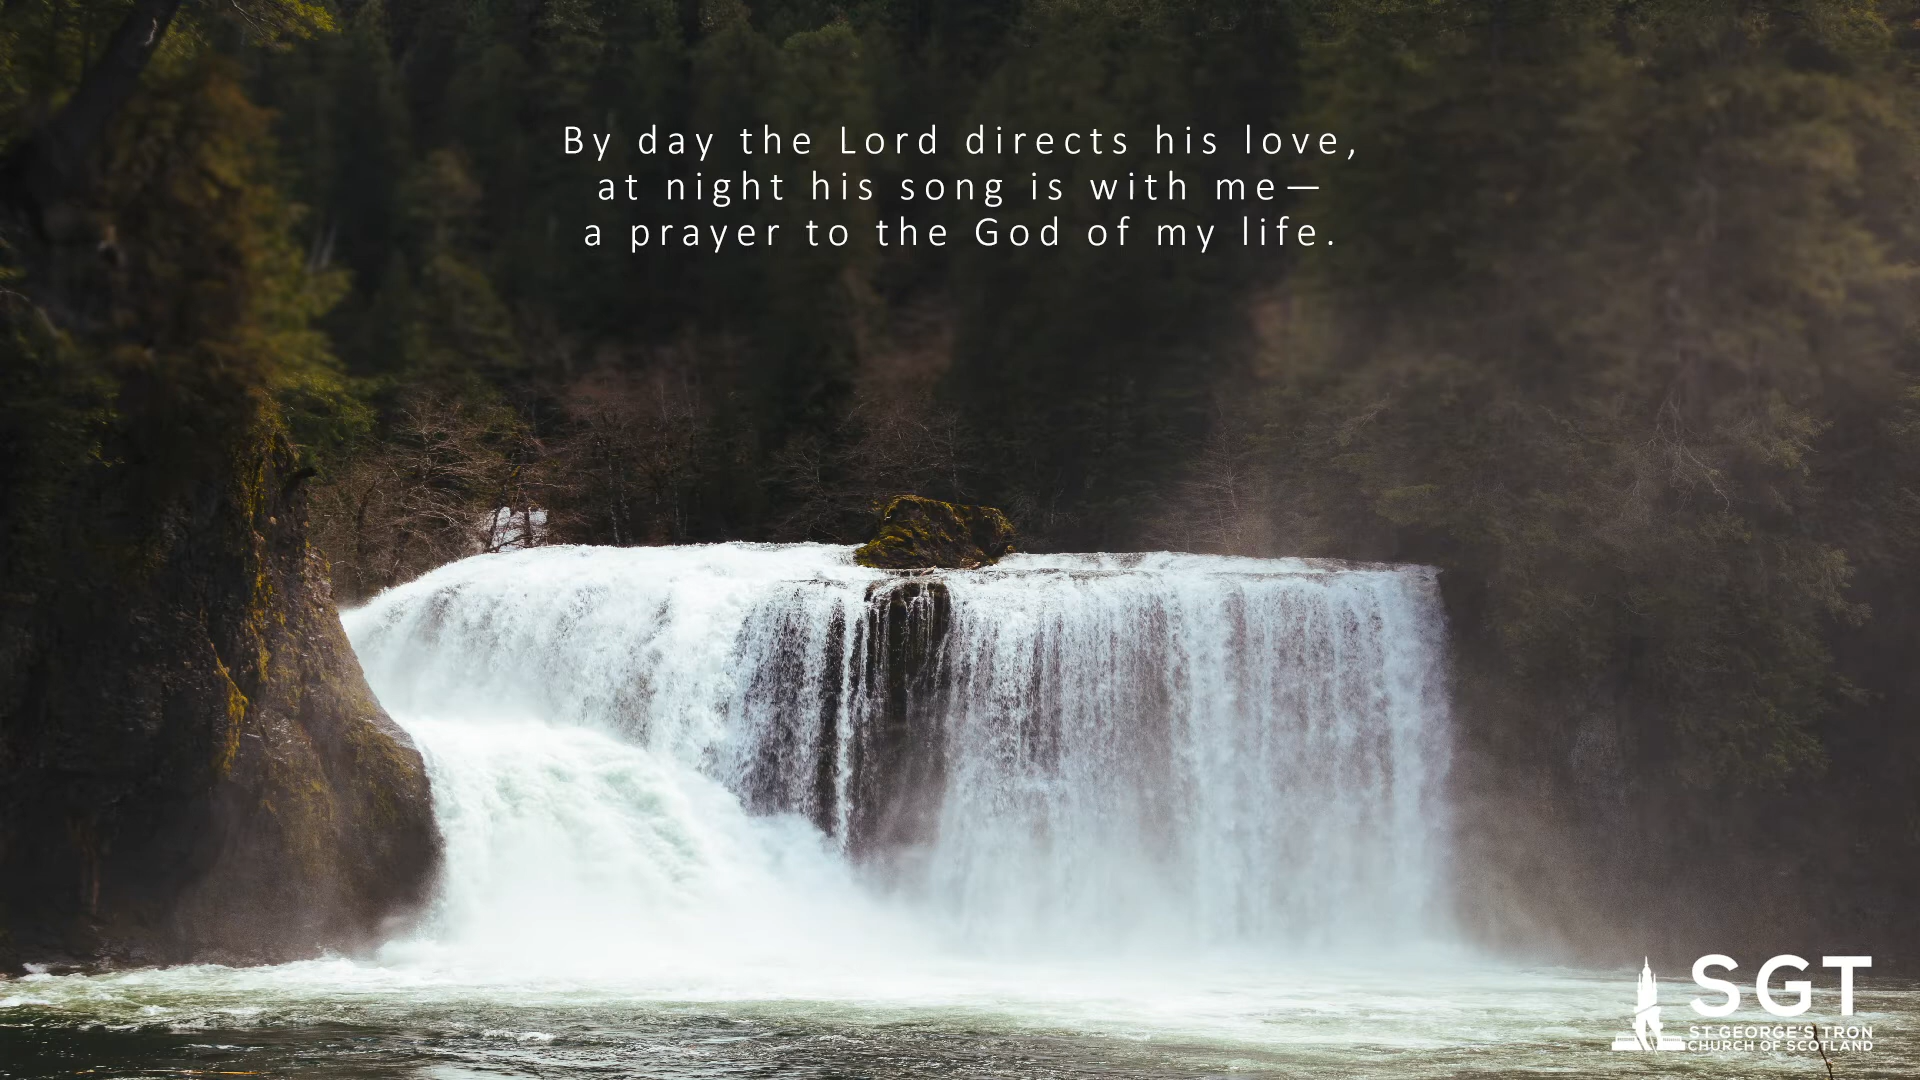 By day the Lord directs his love,
at night his song is with me—
a prayer to the God of my life.
SGT
ST GEORGE'S TRON
CHURCH OF SCOTLAND